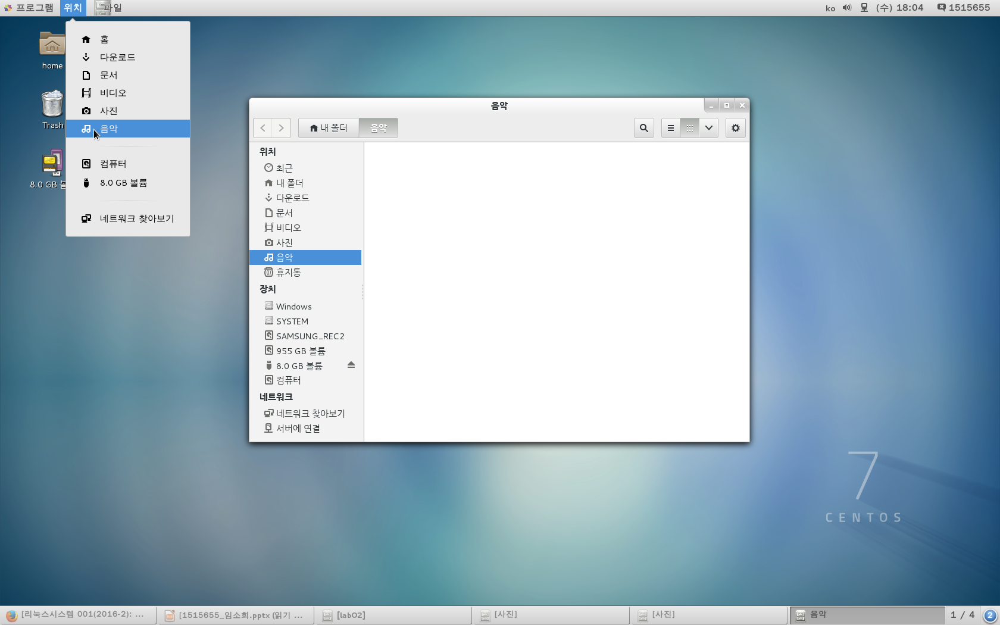 프로그램 위치 파일 ko (수) 18:04 1515655
home
Trash
8.0 GB 볼
홈
다운로드
문서
비디오
사진
음악
컴퓨터
8.0 GB 볼륨
네트워크 찾아보기
음악
내 폴더 음악
위치
최근
내 폴더
다운로드
문서
비디오
사진
음악
휴지통
장치
Windows
SYSTEM
SAMSUNG_REC2
955 GB 볼륨
8.0 GB 볼륨
컴퓨터
네트워크
네트워크 찾아보기
서버에 연결
7
CENTOS
[리눅스시스템 001(2016-2): ... [1515655_임소희.pptx (읽기 ... [lab02] [사진] [사진] 음악 1 / 4 2